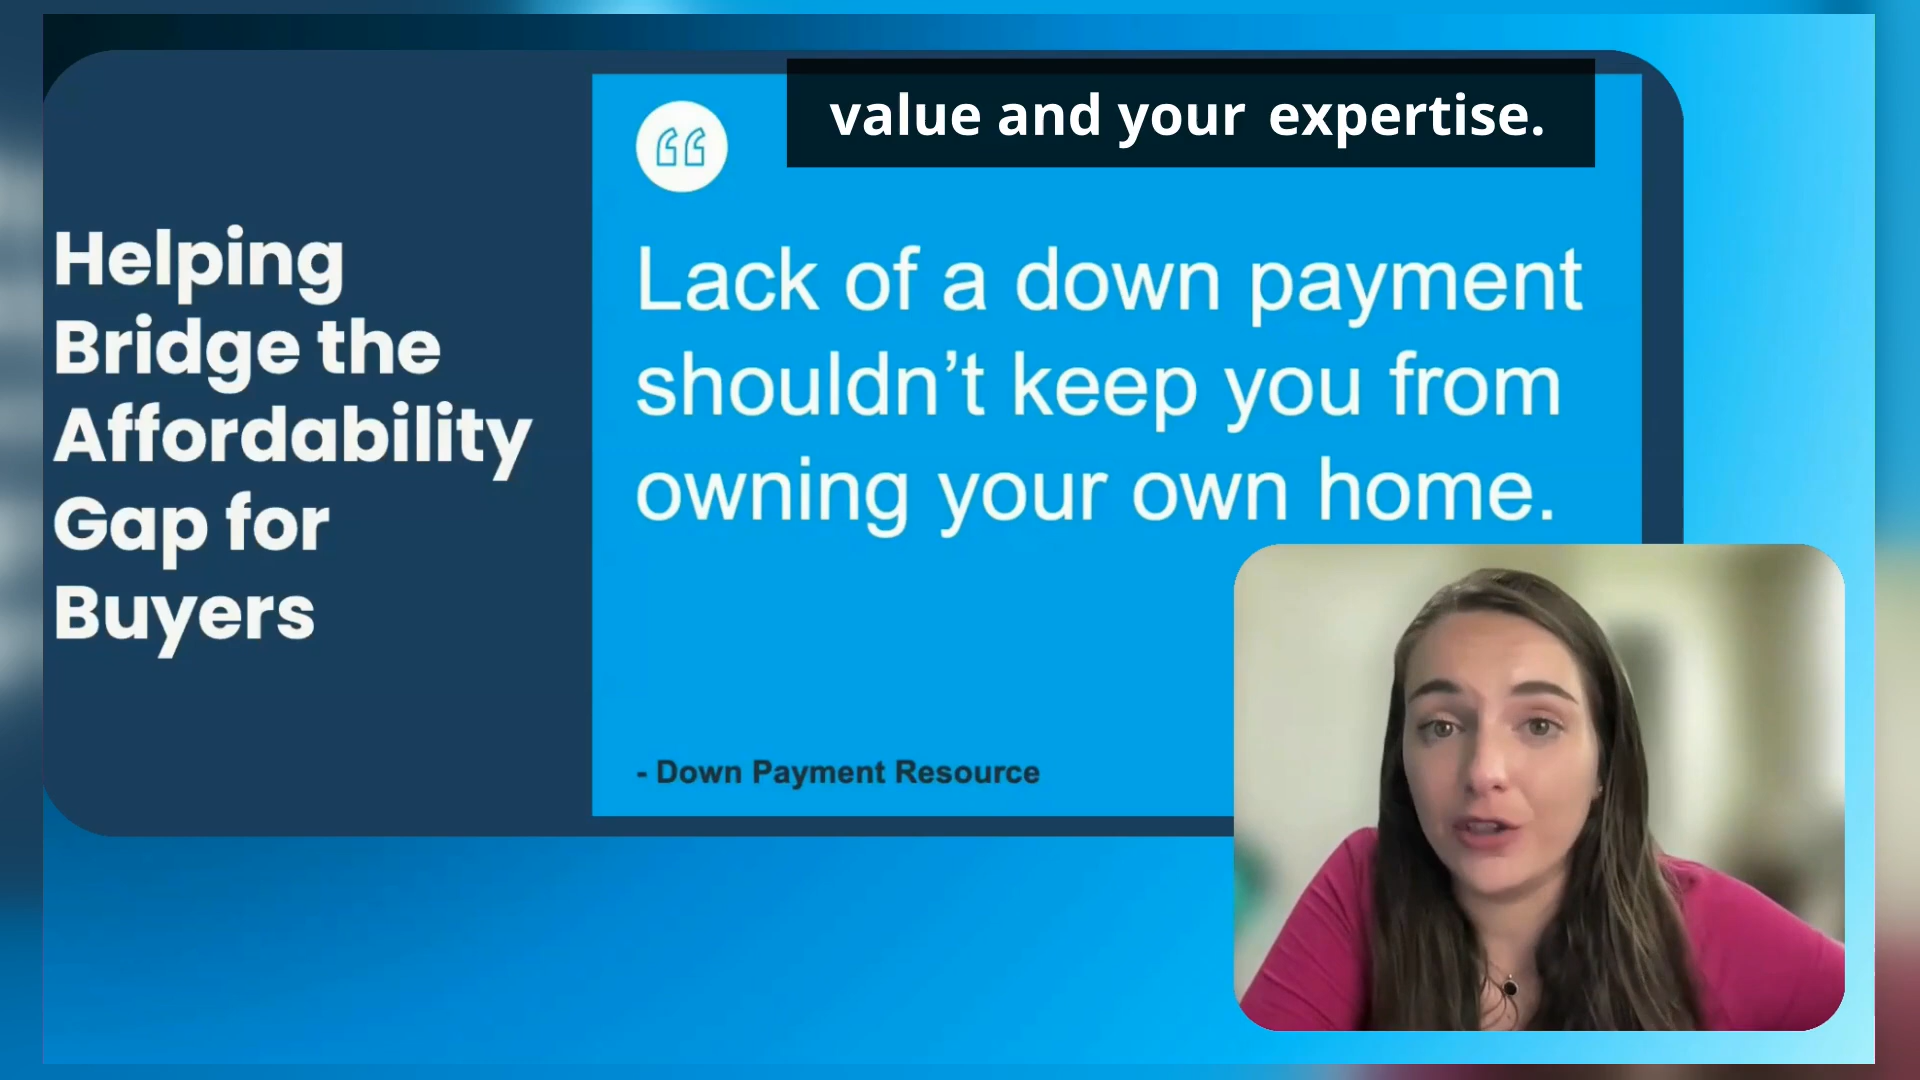 value and your expertise.
Helping
Bridge the
Affordability
Gap for
Buyers
“
Lack of a down payment
shouldn’t keep you from
owning your own home.
- Down Payment Resource